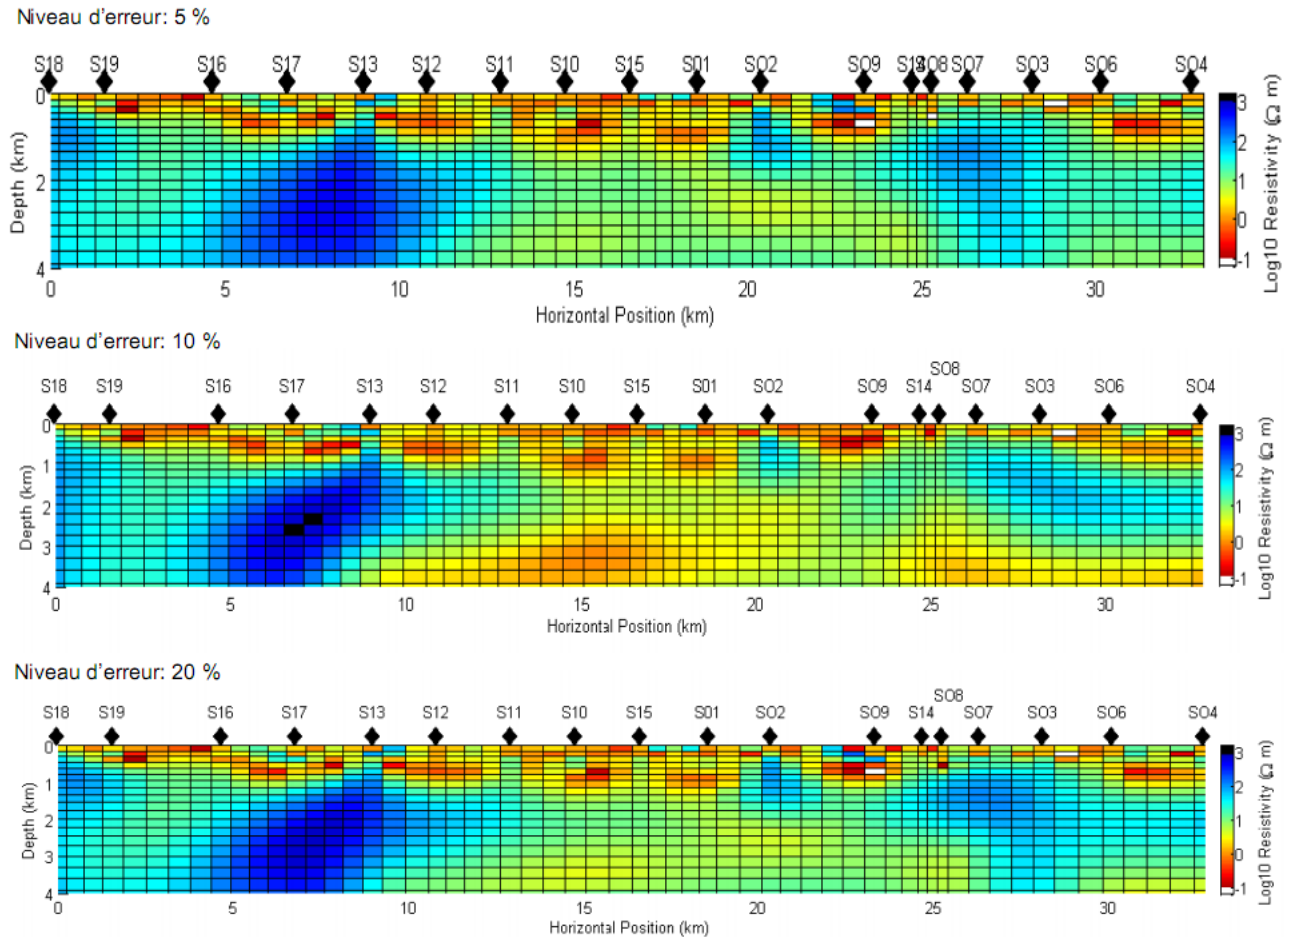 Niveau d'erreur: 5 %
S18 S19 S16 S17 S13 S12 S11 S10 S15 S01 SO2 SO9 SO8 SO7 SO3 SO6 SO4
0
2
4
Depth (km)
0 5 10 15 20 25 30
Horizontal Position (km)
3
2
1
0
-1
Log10 Resistivity (Ω m)
Niveau d'erreur: 10 %
SO8
S18 S19 S16 S17 S13 S12 S11 S10 S15 S01 SO2 SO9 S14 SO7 SO3 SO6 SO4
0
1
2
3
4
Depth (km)
0 5 10 15 20 25 30
Horizontal Position (km)
3
2
1
0
-1
Log10 Resistivity (Ω m)
Niveau d'erreur: 20 %
SO8
S18 S19 S16 S17 S13 S12 S11 S10 S15 S01 SO2 SO9 S14 SO7 SO3 SO6 SO4
0
1
2
3
4
Depth (km)
0 5 10 15 20 25 30
Horizontal Position (km)
3
2
1
0
-1
Log10 Resistivity (Ω m)